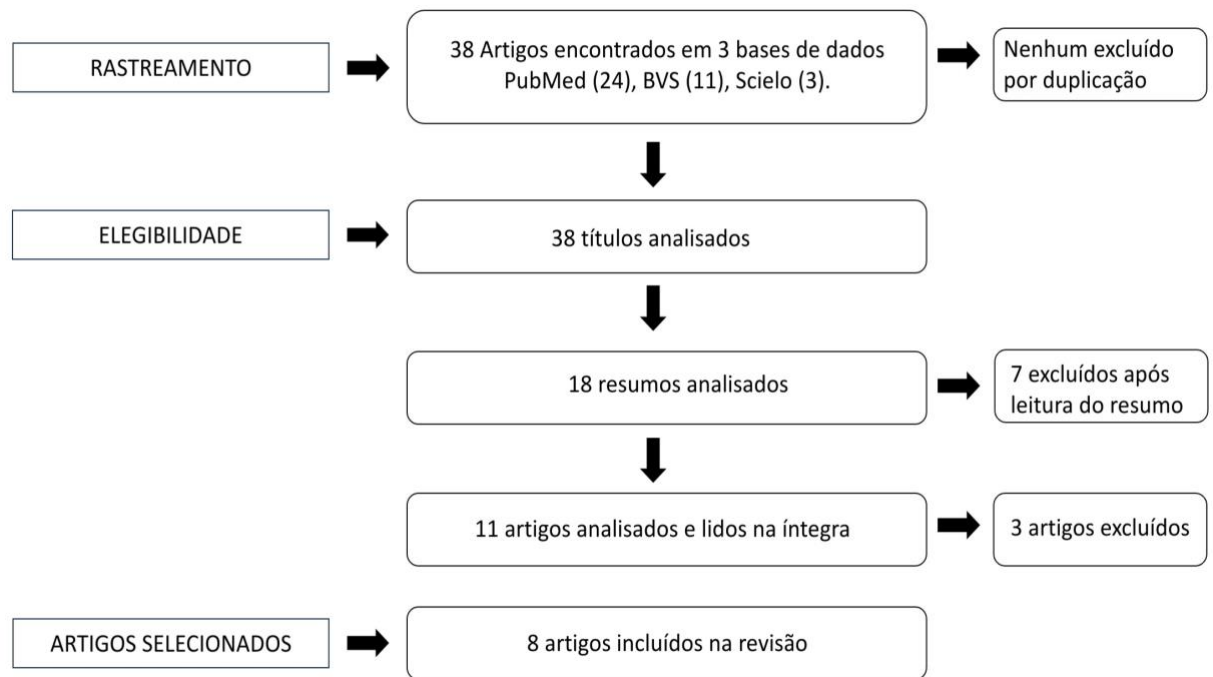 RASTREAMENTO
38 Artigos encontrados em 3 bases de dados
PubMed (24), BVS (11), Scielo (3).
Nenhum excluído
por duplicação
ELEGIBILIDADE
38 títulos analisados
18 resumos analisados
7 excluídos após
leitura do resumo
11 artigos analisados e lidos na íntegra
3 artigos excluídos
ARTIGOS SELECIONADOS
8 artigos incluídos na revisão